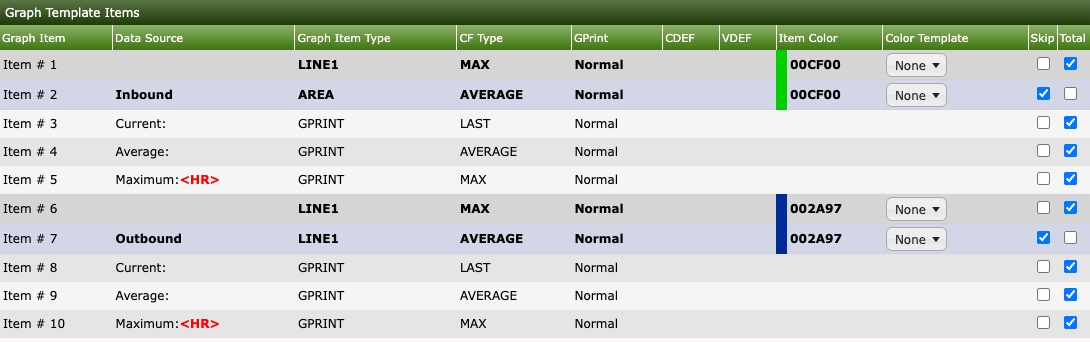 Graph Template Items
Graph Item Data Source Graph Item Type CF Type GPrint CDEF VDEF Item Color Color Template Skip Total
Item # 1 LINE1 MAX Normal 00CF00 None
Item # 2 Inbound AREA AVERAGE Normal 00CF00 None
Item # 3 Current: GPRINT LAST Normal
Item # 4 Average: GPRINT AVERAGE Normal
Item # 5 Maximum:<HR> GPRINT MAX Normal
Item # 6 LINE1 MAX Normal 002A97 None
Item # 7 Outbound LINE1 AVERAGE Normal 002A97 None
Item # 8 Current: GPRINT LAST Normal
Item # 9 Average: GPRINT AVERAGE Normal
Item # 10 Maximum:<HR> GPRINT MAX Normal